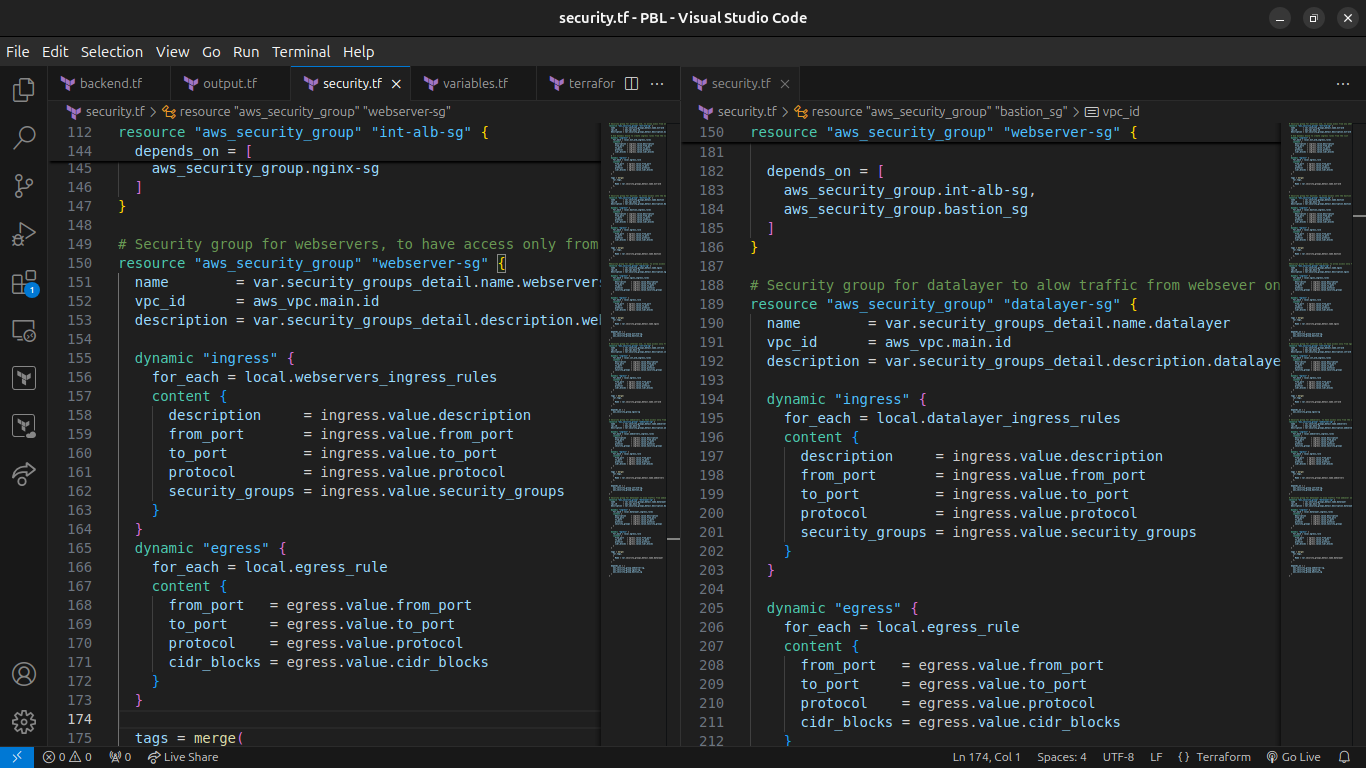 security.tf - PBL - Visual Studio Code
File Edit Selection View Go Run Terminal Help
backend.tf output.tf security.tf variables.tf terrafor
security.tf > resource "aws_security_group" "webserver-sg"
112 resource "aws_security_group" "int-alb-sg" {
144 depends_on = [
145 aws_security_group.nginx-sg
146 ]
147 }
148
149 # Security group for webservers, to have access only from
150 resource "aws_security_group" "webserver-sg" {
151 name = var.security_groups_detail.name.webservers
152 vpc_id = aws_vpc.main.id
153 description = var.security_groups_detail.description.we
154
155 dynamic "ingress" {
156 for_each = local.webservers_ingress_rules
157 content {
158 description = ingress.value.description
159 from_port = ingress.value.from_port
160 to_port = ingress.value.to_port
161 protocol = ingress.value.protocol
162 security_groups = ingress.value.security_groups
163 }
164 }
165 dynamic "egress" {
166 for_each = local.egress_rule
167 content {
168 from_port = egress.value.from_port
169 to_port = egress.value.to_port
170 protocol = egress.value.protocol
171 cidr_blocks = egress.value.cidr_blocks
172 }
173 }
174
175 tags = merge(
security.tf
security.tf > resource "aws_security_group" "bastion_sg" > vpc_id
150 resource "aws_security_group" "webserver-sg" {
181
182 depends_on = [
183 aws_security_group.int-alb-sg,
184 aws_security_group.bastion_sg
185 ]
186 }
187
188 # Security group for datalayer to alow traffic from websever on
189 resource "aws_security_group" "datalayer-sg" {
190 name = var.security_groups_detail.name.datalayer
191 vpc_id = aws_vpc.main.id
192 description = var.security_groups_detail.description.datalaye
193
194 dynamic "ingress" {
195 for_each = local.datalayer_ingress_rules
196 content {
197 description = ingress.value.description
198 from_port = ingress.value.from_port
199 to_port = ingress.value.to_port
200 protocol = ingress.value.protocol
201 security_groups = ingress.value.security_groups
202 }
203 }
204
205 dynamic "egress" {
206 for_each = local.egress_rule
207 content {
208 from_port = egress.value.from_port
209 to_port = egress.value.to_port
210 protocol = egress.value.protocol
211 cidr_blocks = egress.value.cidr_blocks
212 }
1
0 0 0 Live Share Ln 174, Col 1 Spaces: 4 UTF-8 LF {} Terraform Go Live